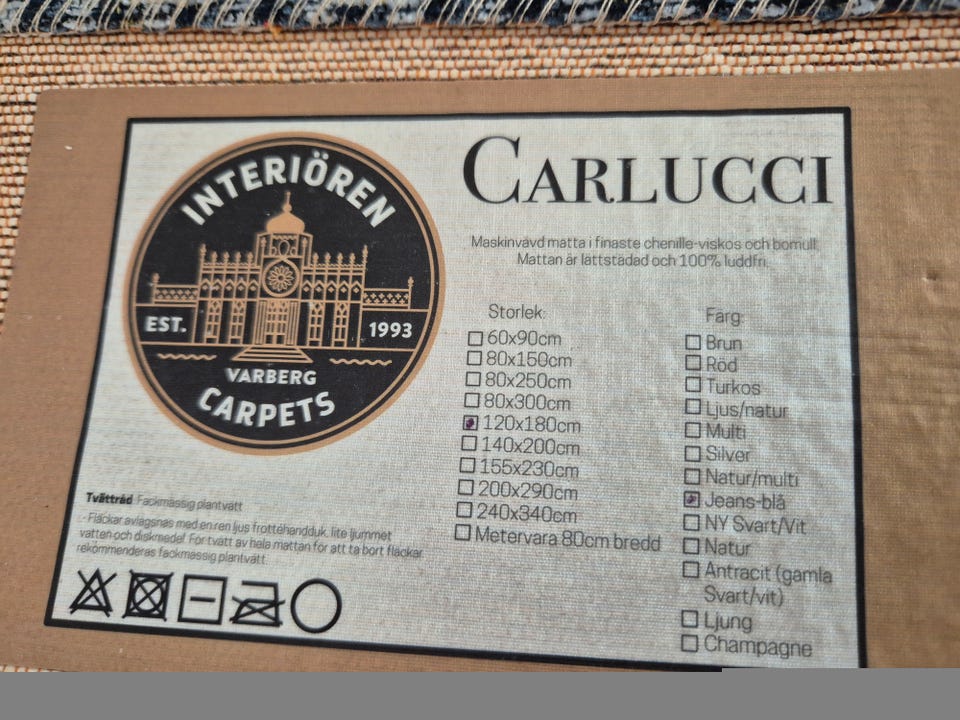 INTERIÖREN
EST. 1993
VARBERG
CARPETS
CARLUCCI
Maskinvävd matta i finaste chenille-viskos och bomull.
Mattan är lättstädad och 100% luddfri.
Storlek:
60x90cm
80x150cm
80x250cm
80x300cm
120x180cm
140x200cm
155x230cm
200x290cm
240x340cm
Metervara 80cm bredd
Färg:
Brun
Röd
Turkos
Ljus/natur
Multi
Silver
Natur/multi
Jeans-blå
NY Svart/Vit
Natur
Antracit (gamla
Svart/vit)
Ljung
Champagne
Tvättråd: Fackmässig plantvätt
- Fläckar avlägsnas med en ren ljus frottéhandduk, lite ljummet
vatten och diskmedel. För tvätt av hela mattan för att ta bort fläckar
rekommenderas fackmässig plantvätt.